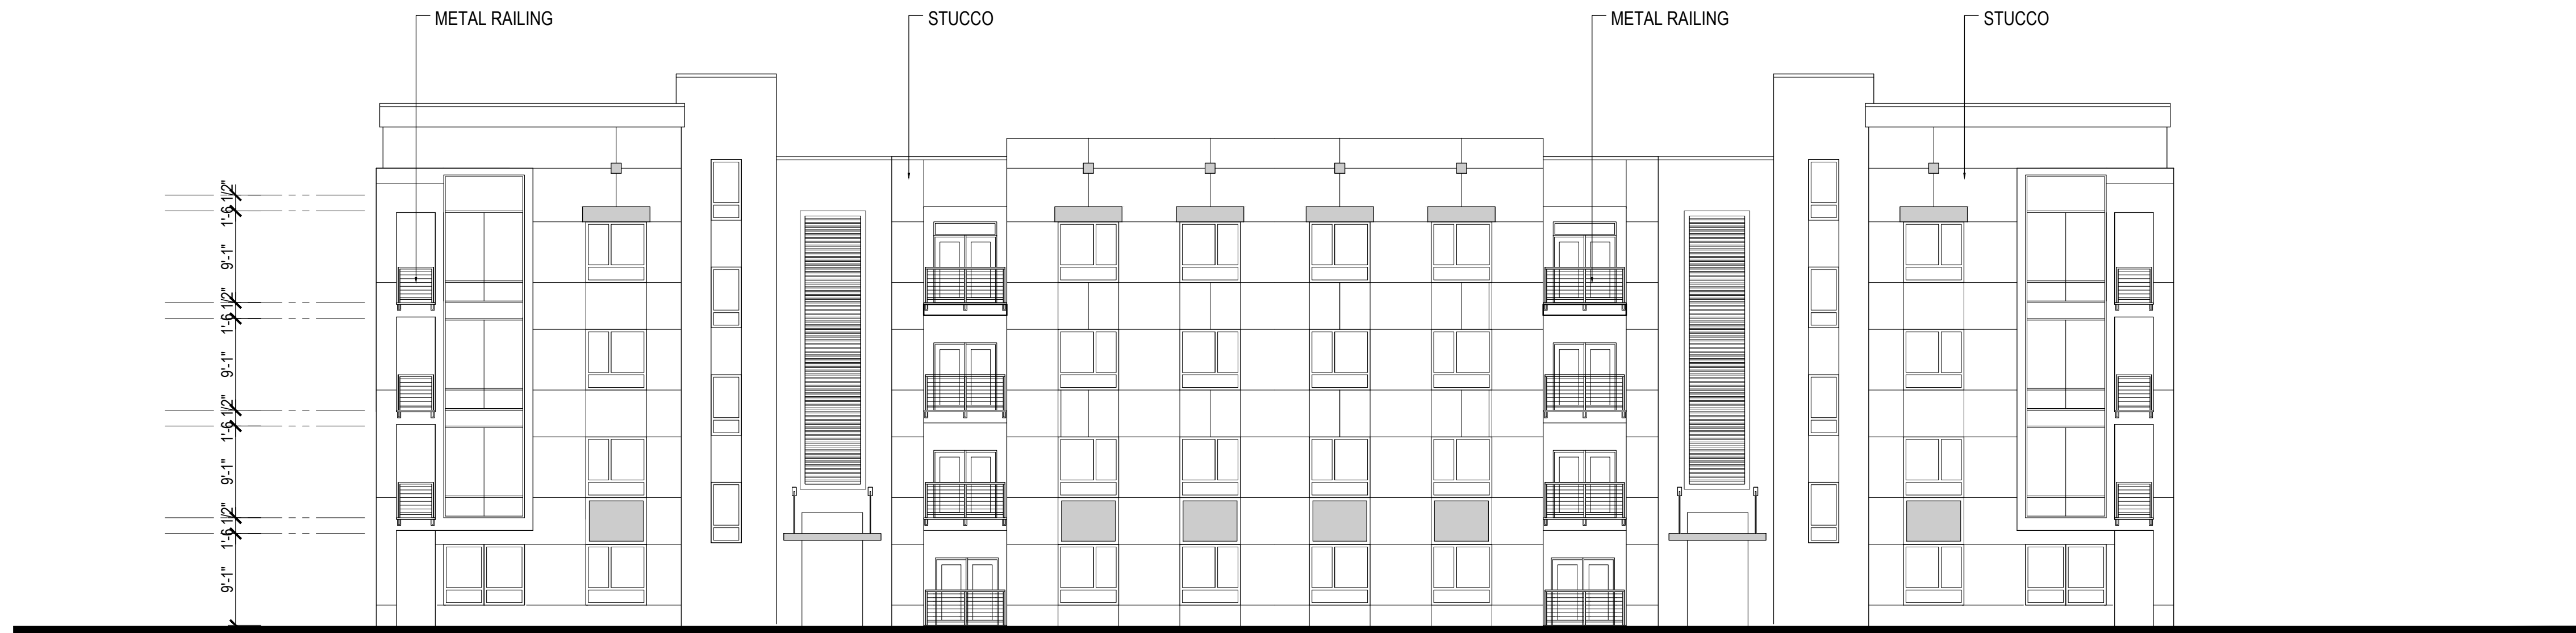 METAL RAILING
STUCCO
METAL RAILING
STUCCO
1'-6 1/2"
9'-1"
1'-6 1/2"
9'-1"
1'-6 1/2"
9'-1"
1'-6 1/2"
9'-1"